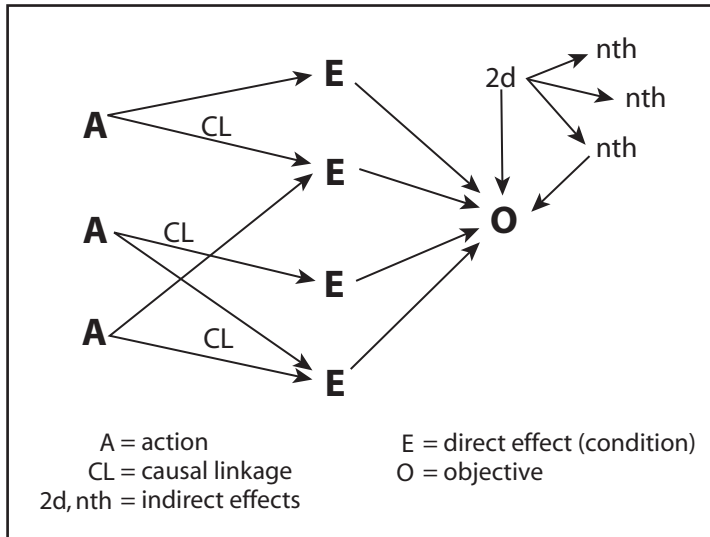 E
nth
2d
nth
A
CL
nth
E
O
A
CL
E
A
CL
E
A = action
CL = causal linkage
2d, nth = indirect effects
E = direct effect (condition)
O = objective